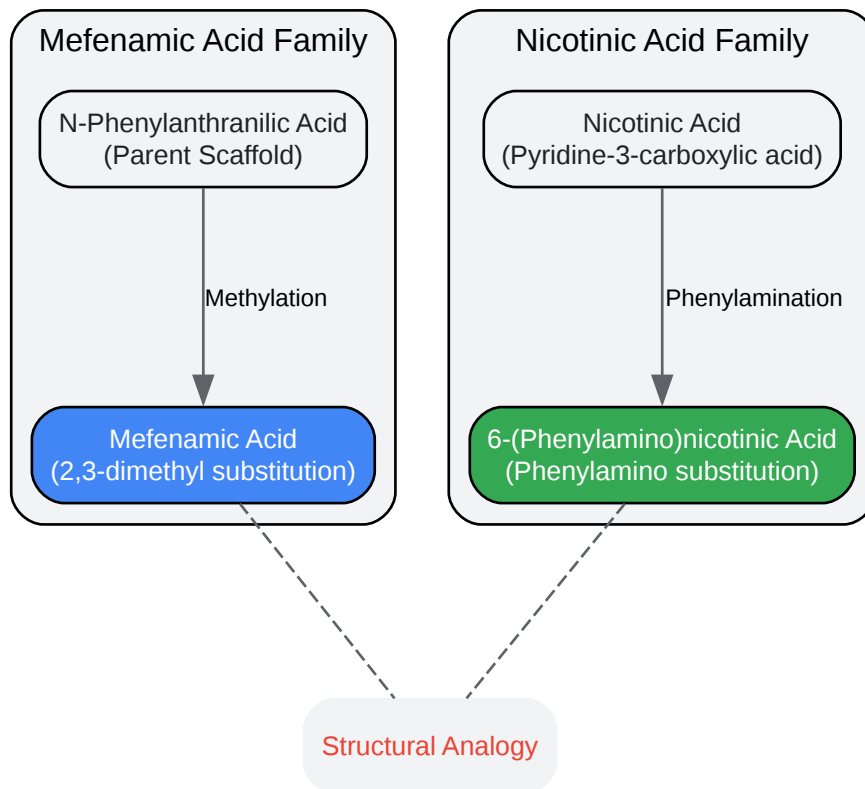 Mefenamic Acid Family
N-Phenylanthranilic Acid
(Parent Scaffold)
Methylation
Mefenamic Acid
(2,3-dimethyl substitution)
Nicotinic Acid Family
Nicotinic Acid
(Pyridine-3-carboxylic acid)
Phenylamination
6-(Phenylamino)nicotinic Acid
(Phenylamino substitution)
Structural Analogy